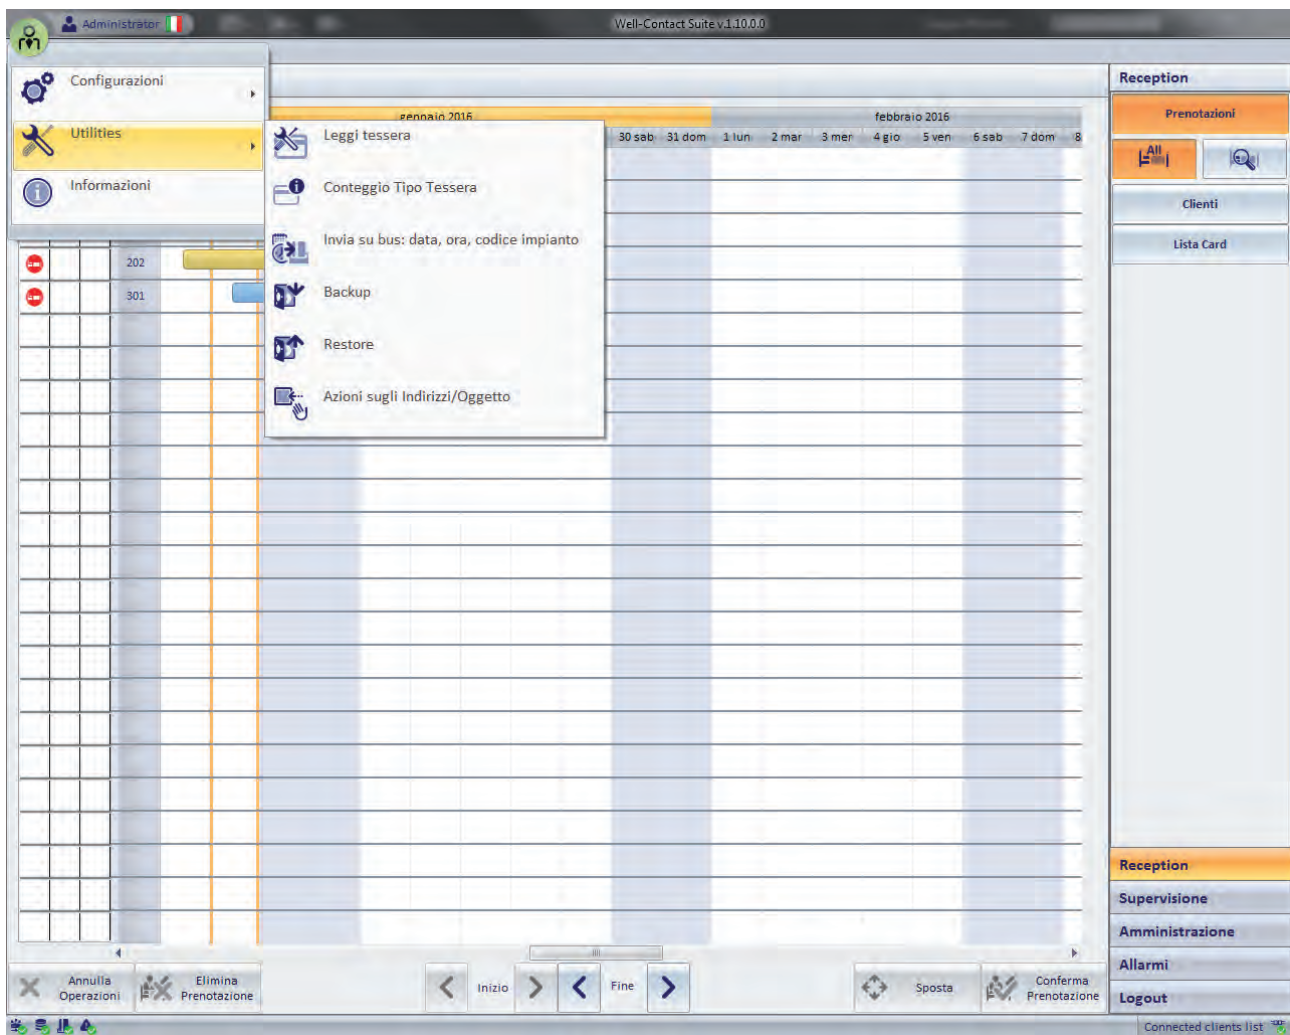 Administrator
Well-Contact Suite v.1.10.0.0
Configurazioni
Utilities
Informazioni
Leggi tessera
Conteggio Tipo Tessera
Invia su bus: data, ora, codice impianto
Backup
Restore
Azioni sugli Indirizzi/Oggetto
gennaio 2016
febbraio 2016
30 sab 31 dom 1 lun 2 mar 3 mer 4 gio 5 ven 6 sab 7 dom 8
202
301
Reception
Prenotazioni
All
Clienti
Lista Card
Reception
Supervisione
Amministrazione
Allarmi
Logout
Annulla
Operazioni
Elimina
Prenotazione
Inizio
Fine
Sposta
Conferma
Prenotazione
Connected clients list